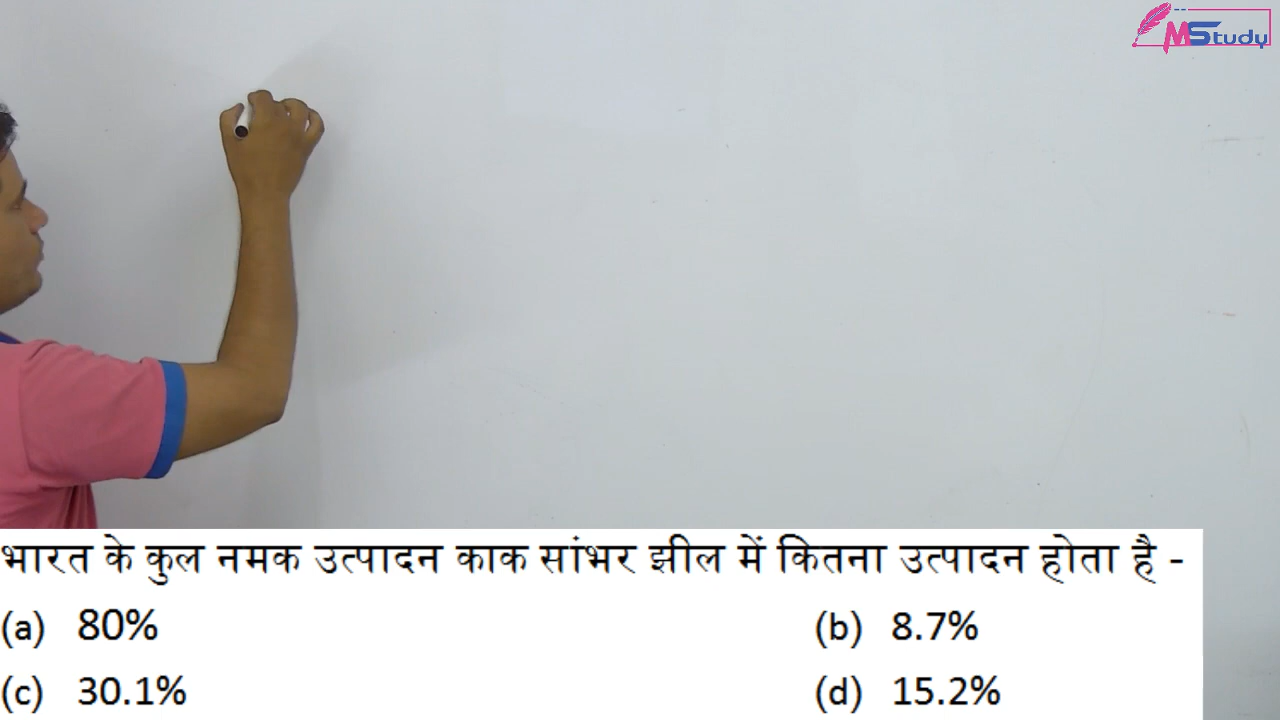 MStudy
भारत के कुल नमक उत्पादन काक सांभर झील में कितना उत्पादन होता है -
(a) 80% (b) 8.7%
(c) 30.1% (d) 15.2%